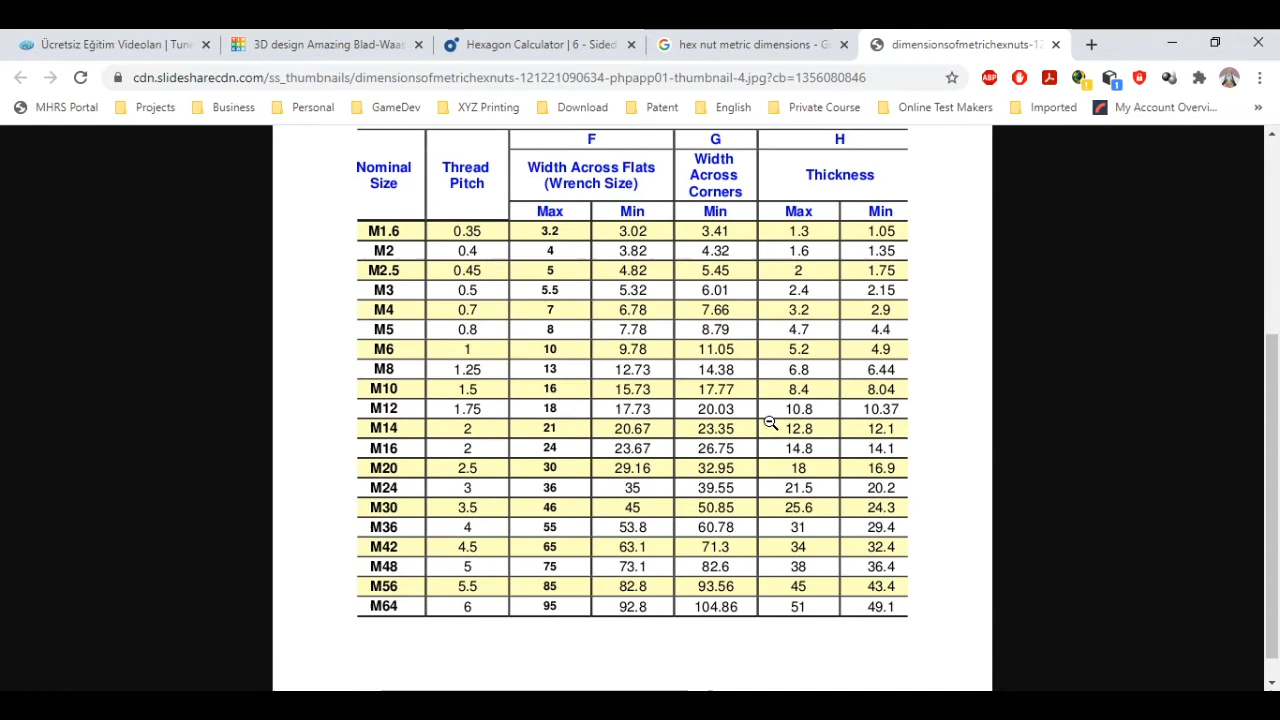 Ücretsiz Eğitim Videoları | Tune
3D design Amazing Blad-Waas
Hexagon Calculator | 6 - Sided
hex nut metric dimensions - G
dimensionsofmetrichexnuts-12
cdn.slidesharecdn.com/ss_thumbnails/dimensionsofmetrichexnuts-121221090634-phpapp01-thumbnail-4.jpg?cb=1356080846
MHRS Portal Projects Business Personal GameDev XYZ Printing Download Patent English Private Course Online Test Makers Imported My Account Overvi... »
F G H
Nominal Size Thread Pitch Width Across Flats (Wrench Size) Width Across Corners Thickness
Max Min Min Max Min
M1.6 0.35 3.2 3.02 3.41 1.3 1.05
M2 0.4 4 3.82 4.32 1.6 1.35
M2.5 0.45 5 4.82 5.45 2 1.75
M3 0.5 5.5 5.32 6.01 2.4 2.15
M4 0.7 7 6.78 7.66 3.2 2.9
M5 0.8 8 7.78 8.79 4.7 4.4
M6 1 10 9.78 11.05 5.2 4.9
M8 1.25 13 12.73 14.38 6.8 6.44
M10 1.5 16 15.73 17.77 8.4 8.04
M12 1.75 18 17.73 20.03 10.8 10.37
M14 2 21 20.67 23.35 12.8 12.1
M16 2 24 23.67 26.75 14.8 14.1
M20 2.5 30 29.16 32.95 18 16.9
M24 3 36 35 39.55 21.5 20.2
M30 3.5 46 45 50.85 25.6 24.3
M36 4 55 53.8 60.78 31 29.4
M42 4.5 65 63.1 71.3 34 32.4
M48 5 75 73.1 82.6 38 36.4
M56 5.5 85 82.8 93.56 45 43.4
M64 6 95 92.8 104.86 51 49.1